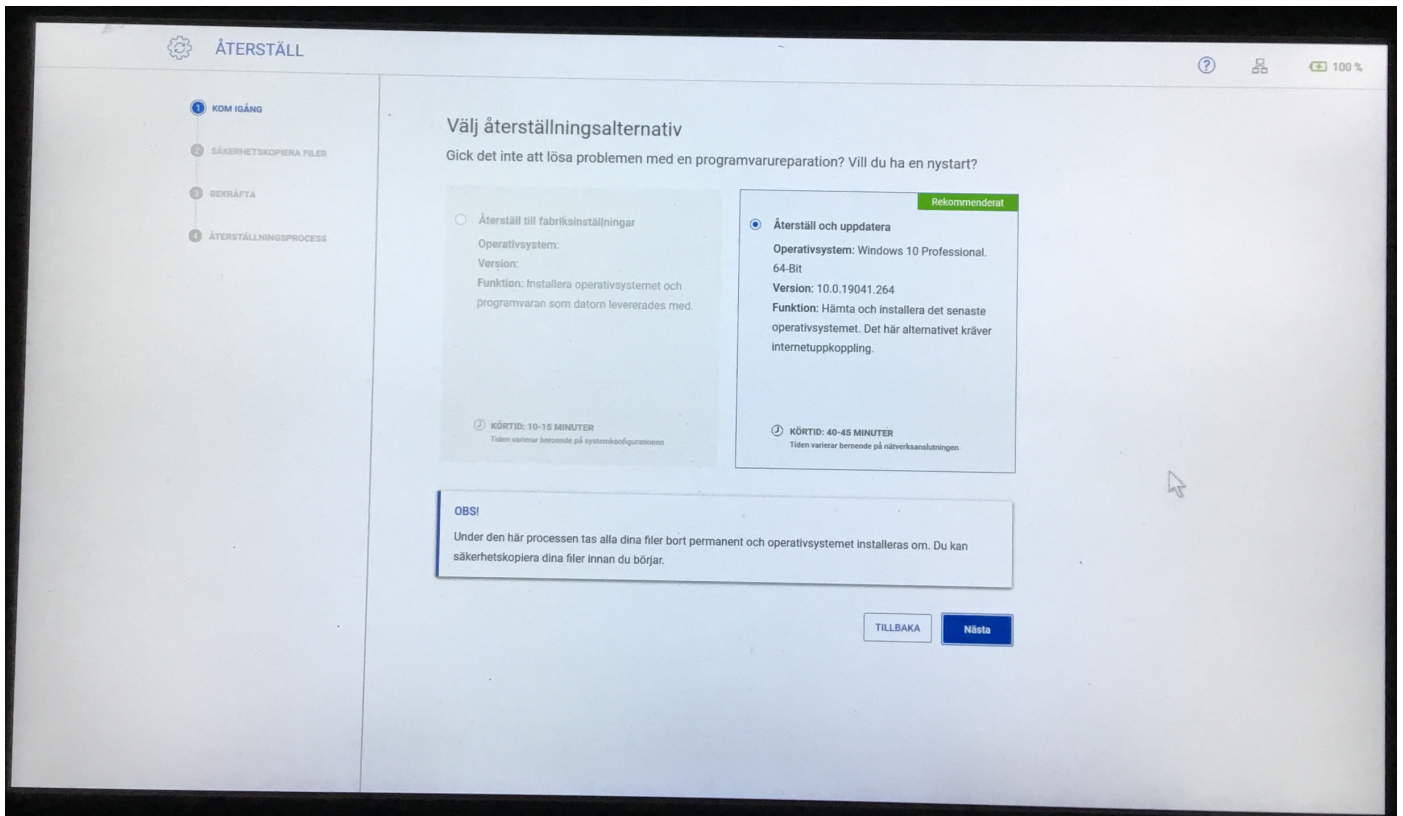 ÅTERSTÄLL
100 %
1 KOM IGÅNG
2 SÄKERHETSKOPIERA FILER
3 BEKRÄFTA
4 ÅTERSTÄLLNINGSPROCESS
Välj återställningsalternativ
Gick det inte att lösa problemen med en programvarureparation? Vill du ha en nystart?
Återställ till fabriksinställningar
Operativsystem:
Version:
Funktion: Installera operativsystemet och
programvaran som datorn levererades med.
KÖRTID: 10-15 MINUTER
Tiden varierar beroende på systemkonfigurationen
Rekommenderat
Återställ och uppdatera
Operativsystem: Windows 10 Professional.
64-Bit
Version: 10.0.19041.264
Funktion: Hämta och installera det senaste
operativsystemet. Det här alternativet kräver
internetuppkoppling.
KÖRTID: 40-45 MINUTER
Tiden varierar beroende på nätverksanslutningen
OBS!
Under den här processen tas alla dina filer bort permanent och operativsystemet installeras om. Du kan
säkerhetskopiera dina filer innan du börjar.
TILLBAKA
Nästa